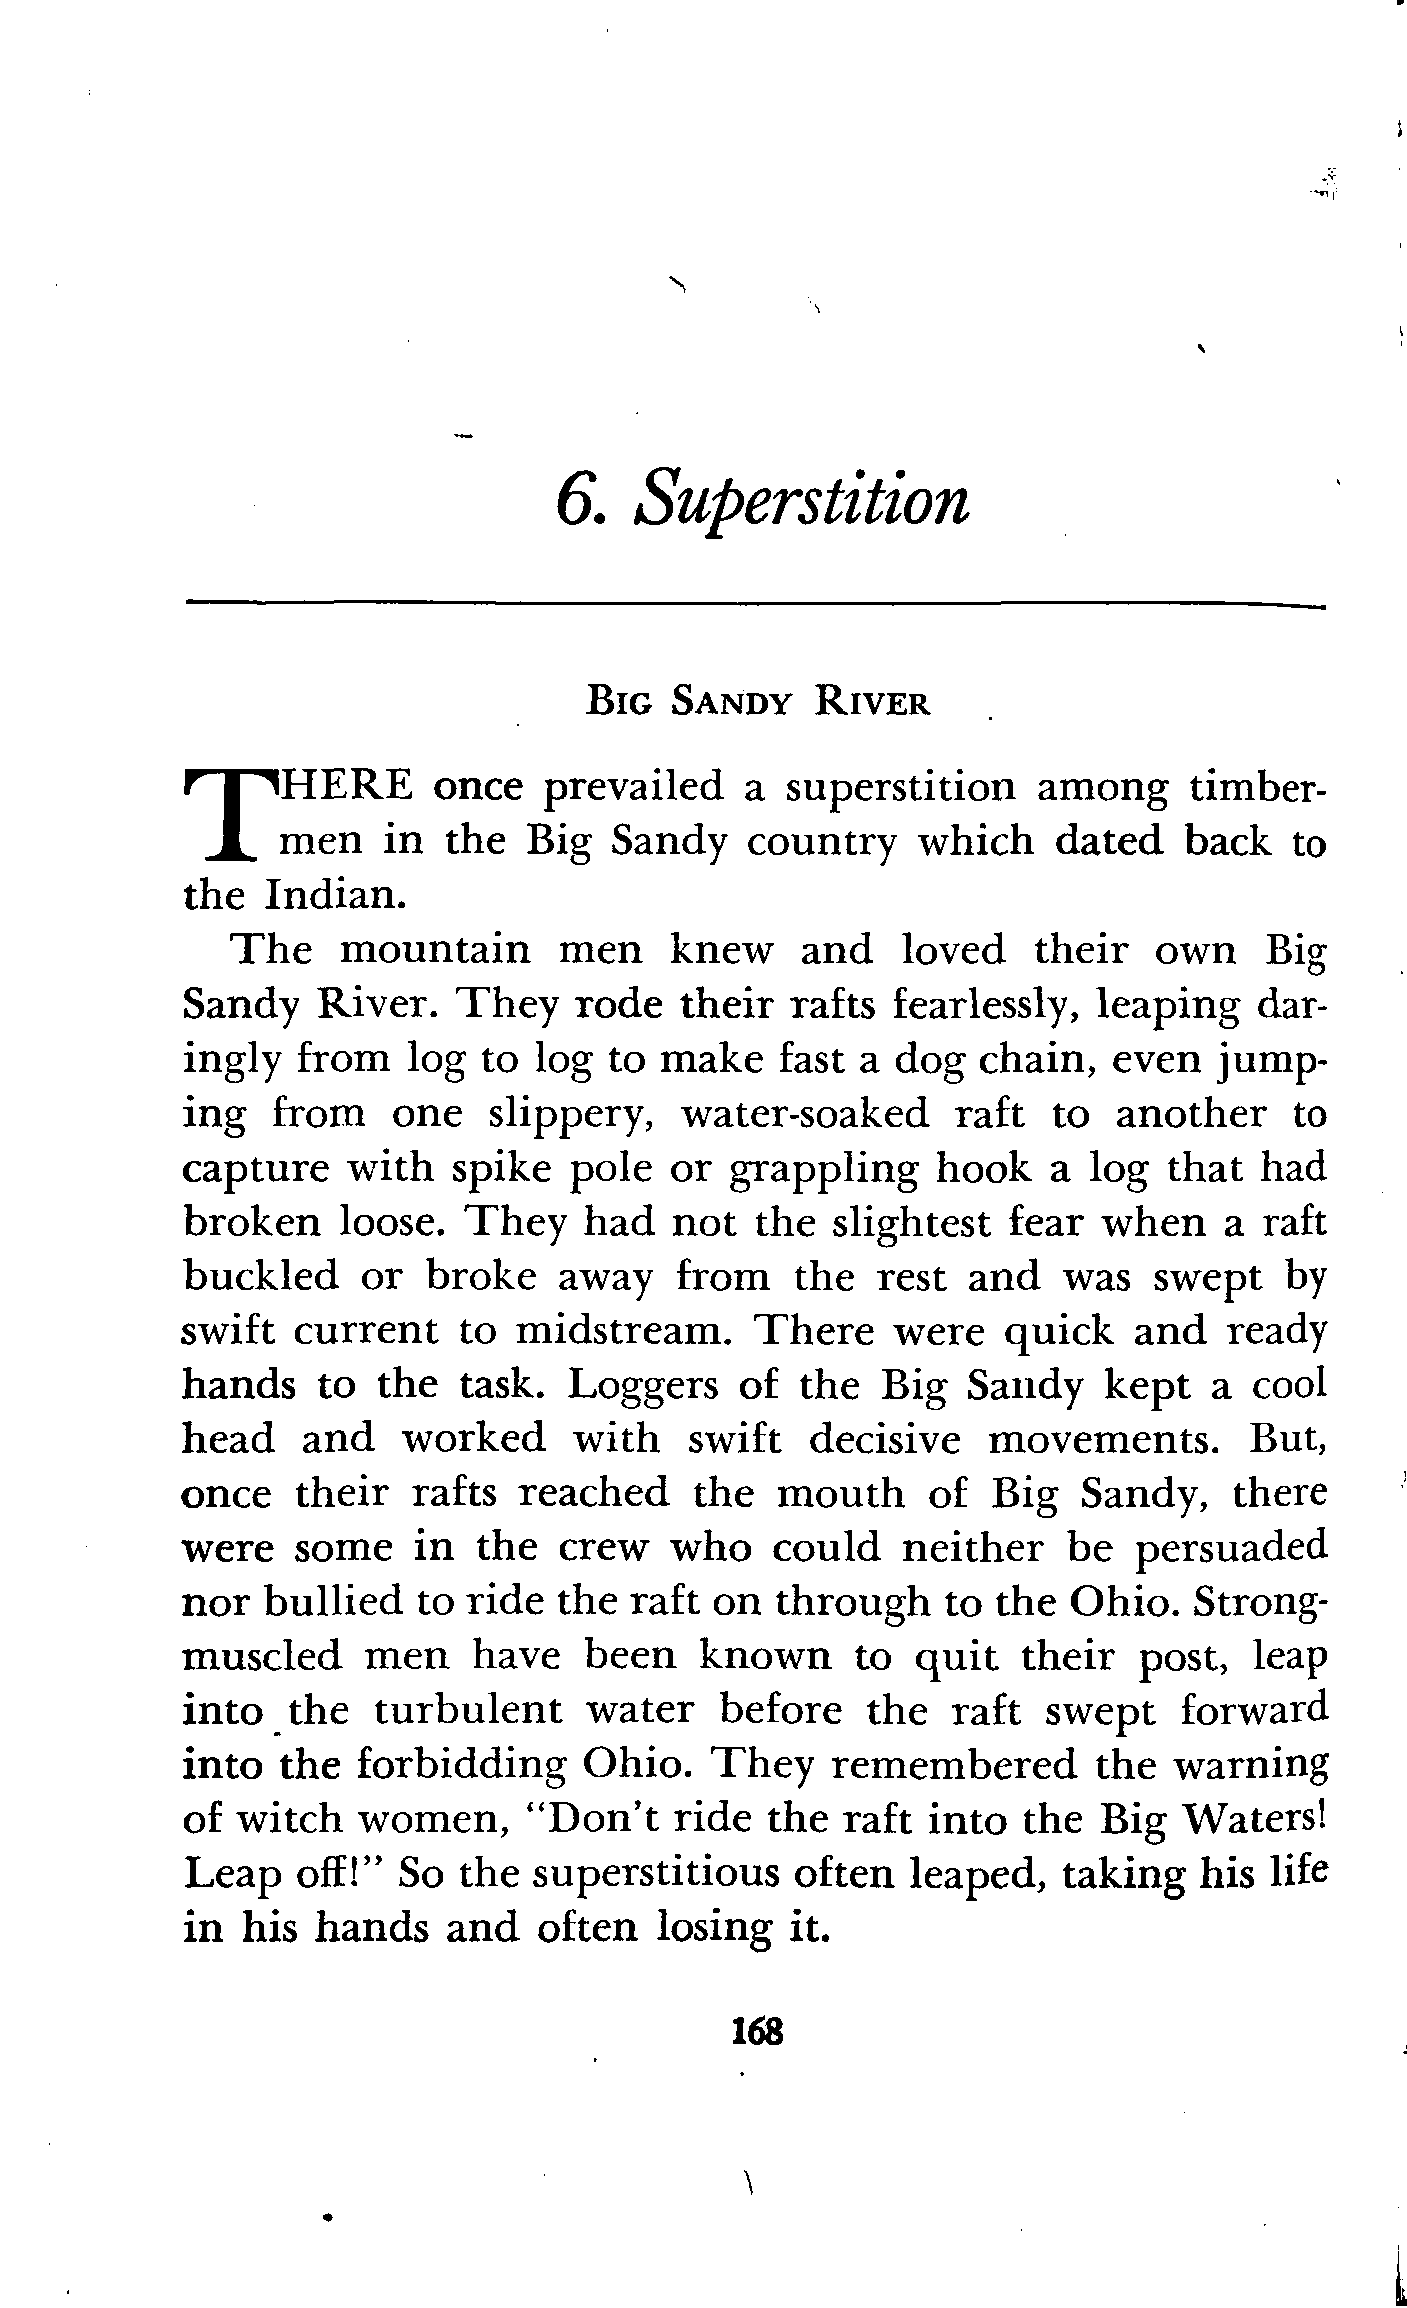 6. Superstition
BIG SANDY RIVER
THERE once prevailed a superstition among timber-
men in the Big Sandy country which dated back to
the Indian.
The mountain men knew and loved their own Big
Sandy River. They rode their rafts fearlessly, leaping dar-
ingly from log to log to make fast a dog chain, even jump-
ing from one slippery, water-soaked raft to another to
capture with spike pole or grappling hook a log that had
broken loose. They had not the slightest fear when a raft
buckled or broke away from the rest and was swept by
swift current to midstream. There were quick and ready
hands to the task. Loggers of the Big Sandy kept a cool
head and worked with swift decisive movements. But,
once their rafts reached the mouth of Big Sandy, there
were some in the crew who could neither be persuaded
nor bullied to ride the raft on through to the Ohio. Strong-
muscled men have been known to quit their post, leap
into the turbulent water before the raft swept forward
into the forbidding Ohio. They remembered the warning
of witch women, "Don't ride the raft into the Big Waters!
Leap off!" So the superstitious often leaped, taking his life
in his hands and often losing it.
168